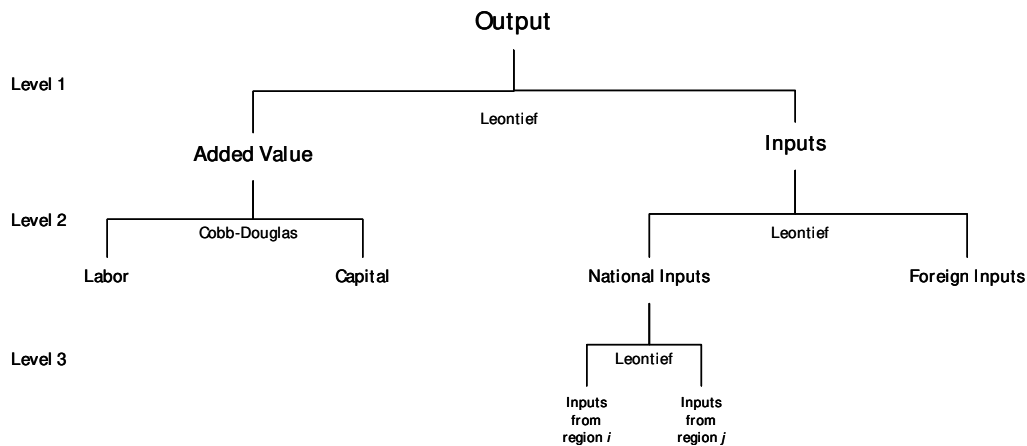 Output
Level 1
Leontief
Added Value
Inputs
Level 2
Cobb-Douglas
Leontief
Labor
Capital
National Inputs
Foreign Inputs
Level 3
Leontief
Inputs
from
region i
Inputs
from
region j